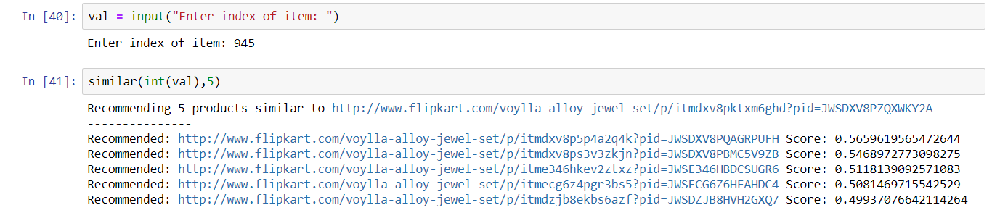 In [40]: val = input("Enter index of item: ")
Enter index of item: 945
In [41]: similar(int(val),5)
Recommending 5 products similar to http://www.flipkart.com/voylla-alloy-jewel-set/p/itmdxv8pktxm6ghd?pid=JWSDXV8PZQXWKY2A
---------------
Recommended: http://www.flipkart.com/voylla-alloy-jewel-set/p/itmdxv8p5p4a2q4k?pid=JWSDXV8PQAGRPUFH Score: 0.5659619565472644
Recommended: http://www.flipkart.com/voylla-alloy-jewel-set/p/itmdxv8ps3v3zkjn?pid=JWSDXV8PBMC5V9ZB Score: 0.5468972773098275
Recommended: http://www.flipkart.com/voylla-alloy-jewel-set/p/itme346hkev2ztxz?pid=JWSE346HBDCSUGR6 Score: 0.5118139092571083
Recommended: http://www.flipkart.com/voylla-alloy-jewel-set/p/itmecg6z4pgr3bs5?pid=JWSECG6Z6HEAHDC4 Score: 0.5081469715542529
Recommended: http://www.flipkart.com/voylla-alloy-jewel-set/p/itmdzjb8ekbs6azf?pid=JWSDZJB8HVH2GXQ7 Score: 0.49937076642114264